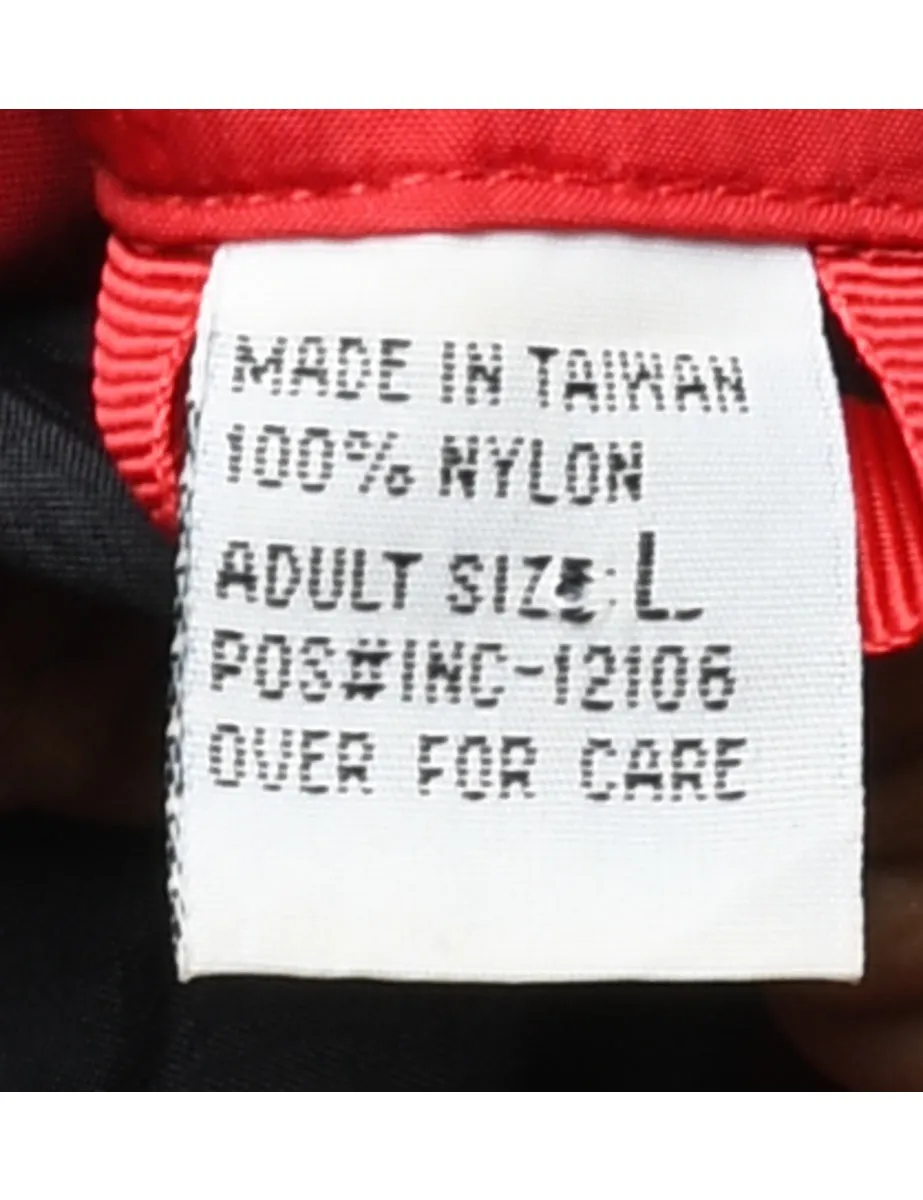 MADE IN TAIWAN
100% NYLON
ADULT SIZE: L
POS#INC-12106
OVER FOR CARE